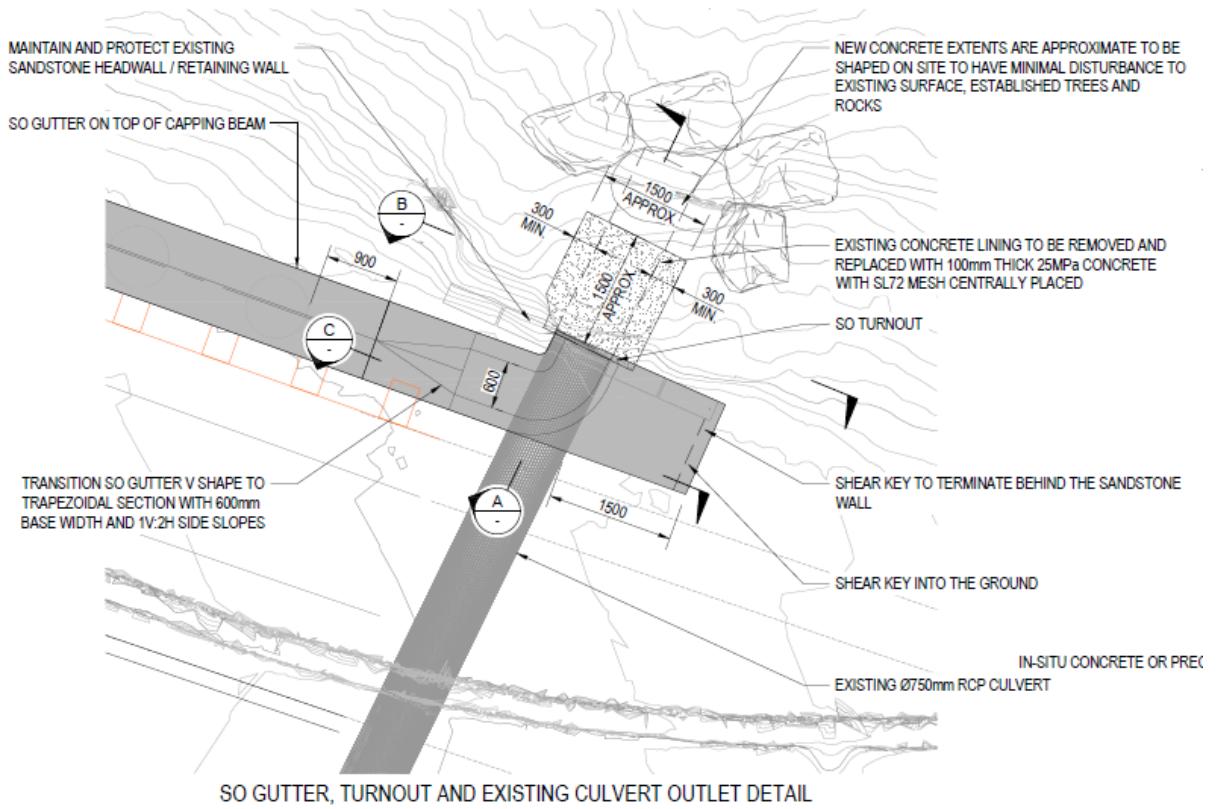 MAINTAIN AND PROTECT EXISTING
SANDSTONE HEADWALL / RETAINING WALL
SO GUTTER ON TOP OF CAPPING BEAM
NEW CONCRETE EXTENTS ARE APPROXIMATE TO BE
SHAPED ON SITE TO HAVE MINIMAL DISTURBANCE TO
EXISTING SURFACE, ESTABLISHED TREES AND
ROCKS
B
-
900
C
-
300
MIN.
1500
APPROX
1500
APPROX
300
MIN.
600
EXISTING CONCRETE LINING TO BE REMOVED AND
REPLACED WITH 100mm THICK 25MPa CONCRETE
WITH SL72 MESH CENTRALLY PLACED
SO TURNOUT
TRANSITION SO GUTTER V SHAPE TO
TRAPEZOIDAL SECTION WITH 600mm
BASE WIDTH AND 1V:2H SIDE SLOPES
A
-
1500
SHEAR KEY TO TERMINATE BEHIND THE SANDSTONE
WALL
SHEAR KEY INTO THE GROUND
IN-SITU CONCRETE OR PREC
EXISTING Ø750mm RCP CULVERT
SO GUTTER, TURNOUT AND EXISTING CULVERT OUTLET DETAIL